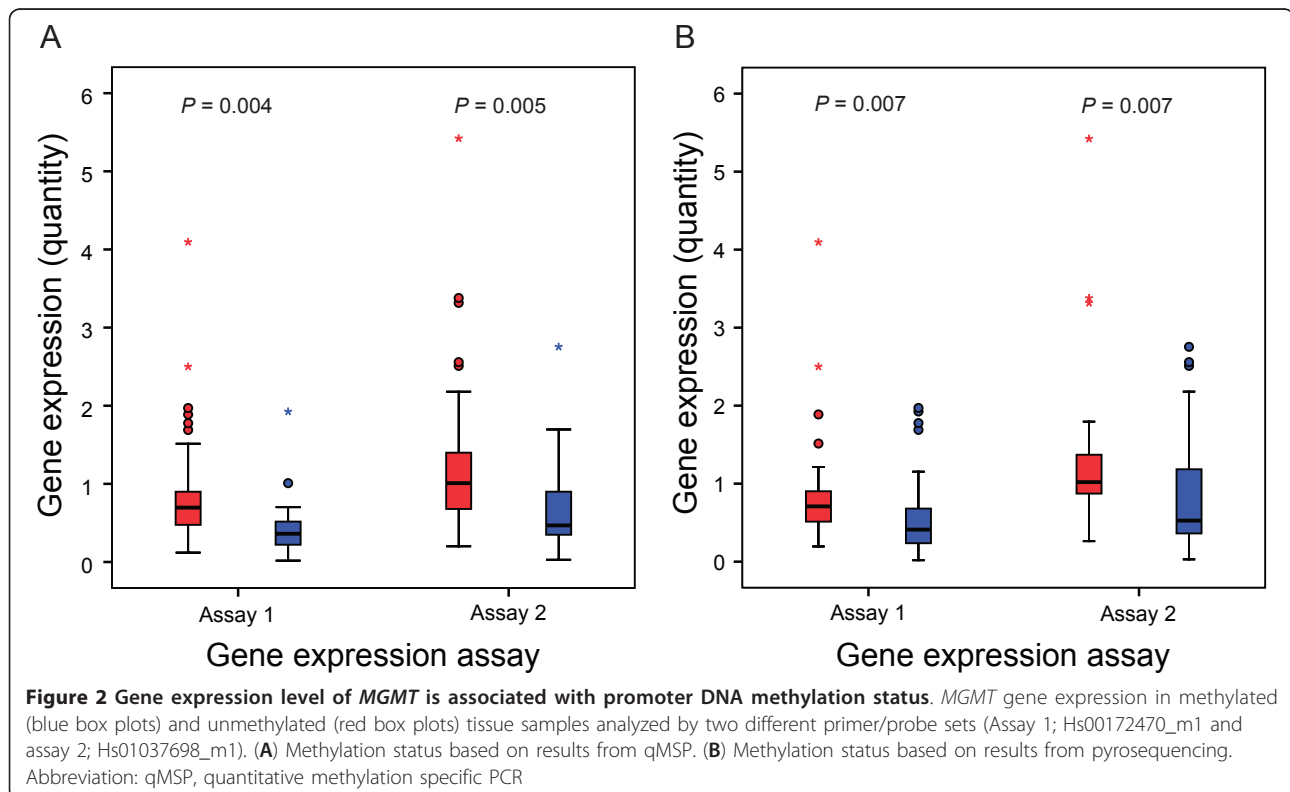 A
B
Gene expression (quantity)
6
5
4
3
2
1
0
P = 0.004
P = 0.005
Assay 1
Assay 2
Gene expression assay
Gene expression (quantity)
6
5
4
3
2
1
0
P = 0.007
P = 0.007
Assay 1
Assay 2
Gene expression assay
Figure 2 Gene expression level of MGMT is associated with promoter DNA methylation status. MGMT gene expression in methylated
(blue box plots) and unmethylated (red box plots) tissue samples analyzed by two different primer/probe sets (Assay 1; Hs00172470_m1 and
assay 2; Hs01037698_m1). (A) Methylation status based on results from qMSP. (B) Methylation status based on results from pyrosequencing.
Abbreviation: qMSP, quantitative methylation specific PCR